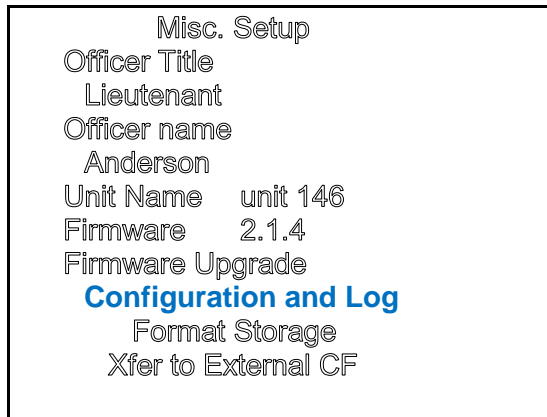 Misc. Setup
Officer Title
Lieutenant
Officer name
Anderson
Unit Name unit 146
Firmware 2.1.4
Firmware Upgrade
Configuration and Log
Format Storage
Xfer to External CF